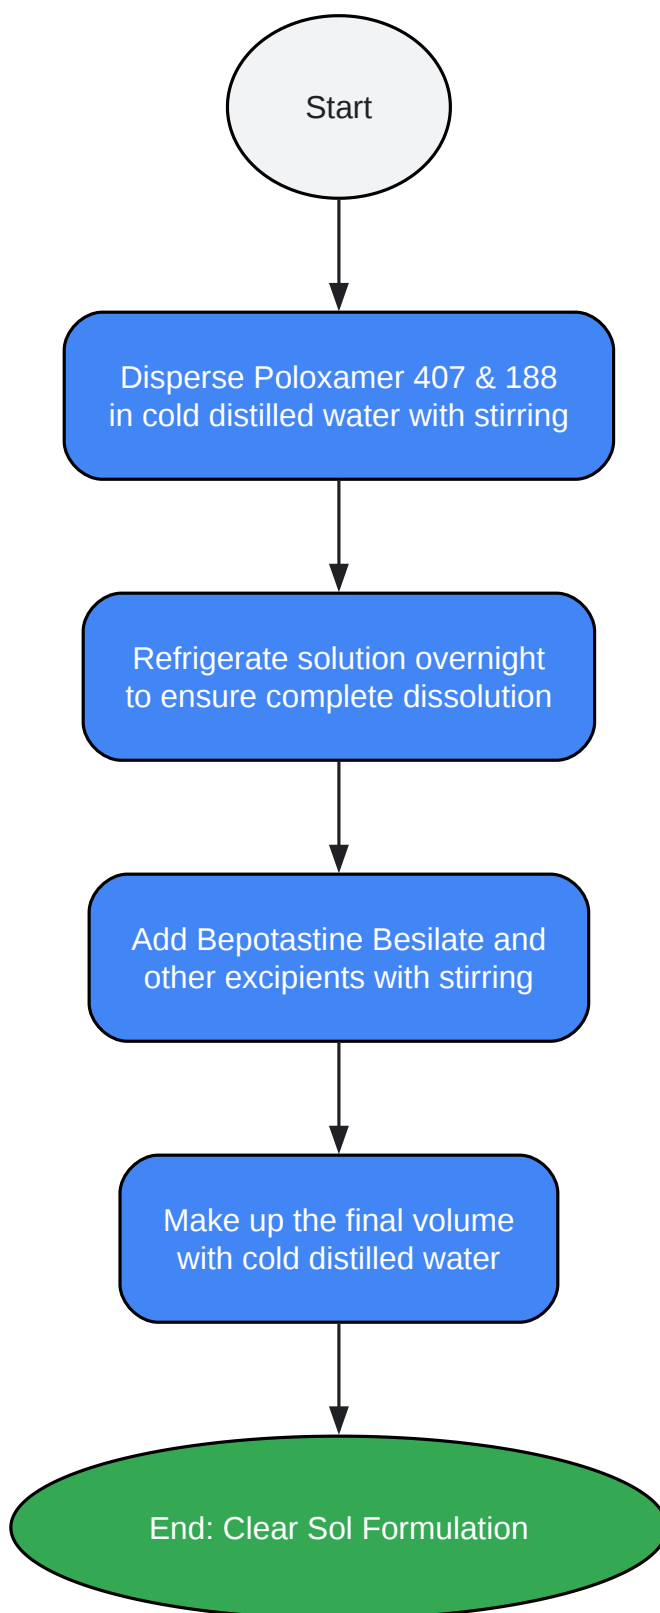 Start
Disperse Poloxamer 407 & 188
in cold distilled water with stirring
Refrigerate solution overnight
to ensure complete dissolution
Add Bepotastine Besilate and
other excipients with stirring
Make up the final volume
with cold distilled water
End: Clear Sol Formulation